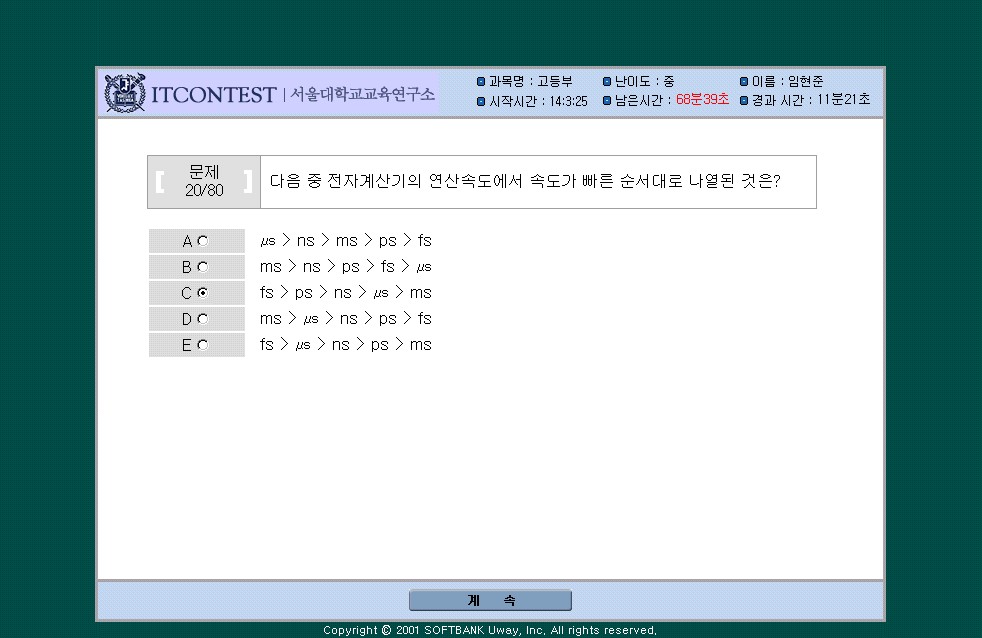 ITCONTEST | 서울대학교교육연구소
과목명 : 고등부 난이도 : 중 이름 : 임현준
시작시간 : 14:3:25 남은시간 : 68분39초 경과 시간 : 11분21초
[ 문제 20/80 ] 다음 중 전자계산기의 연산속도에서 속도가 빠른 순서대로 나열된 것은?
A ㎲ > ns > ms > ps > fs
B ms > ns > ps > fs > ㎲
C fs > ps > ns > ㎲ > ms
D ms > ㎲ > ns > ps > fs
E fs > ㎲ > ns > ps > ms
계 속
Copyright © 2001 SOFTBANK Uway, Inc, All rights reserved,